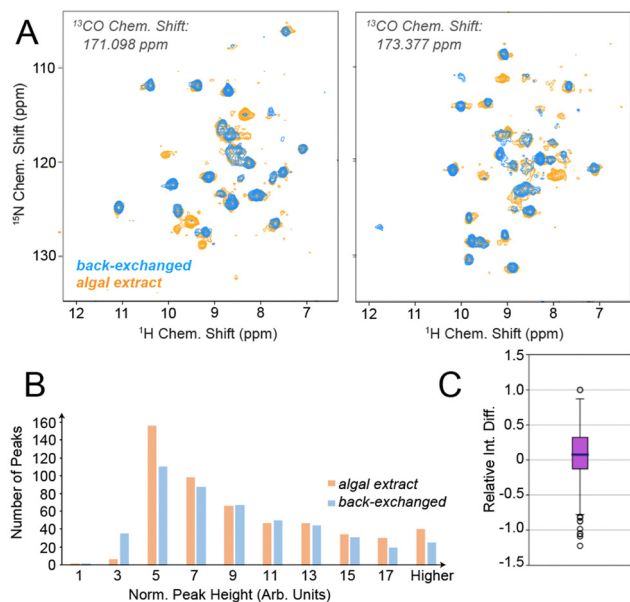 A
¹³CO Chem. Shift:
171.098 ppm
¹³CO Chem. Shift:
173.377 ppm
¹⁵N Chem. Shift (ppm)
110
120
130
back-exchanged
algal extract
12 11 10 9 8 7
¹H Chem. Shift (ppm)
12 11 10 9 8 7
¹H Chem. Shift (ppm)
B
Number of Peaks
160
140
120
100
80
60
40
20
0
algal extract
back-exchanged
1 3 5 7 9 11 13 15 17 Higher
Norm. Peak Height (Arb. Units)
C
Relative Int. Diff.
1.5
1.0
0.5
0
-0.5
-1.0
-1.5